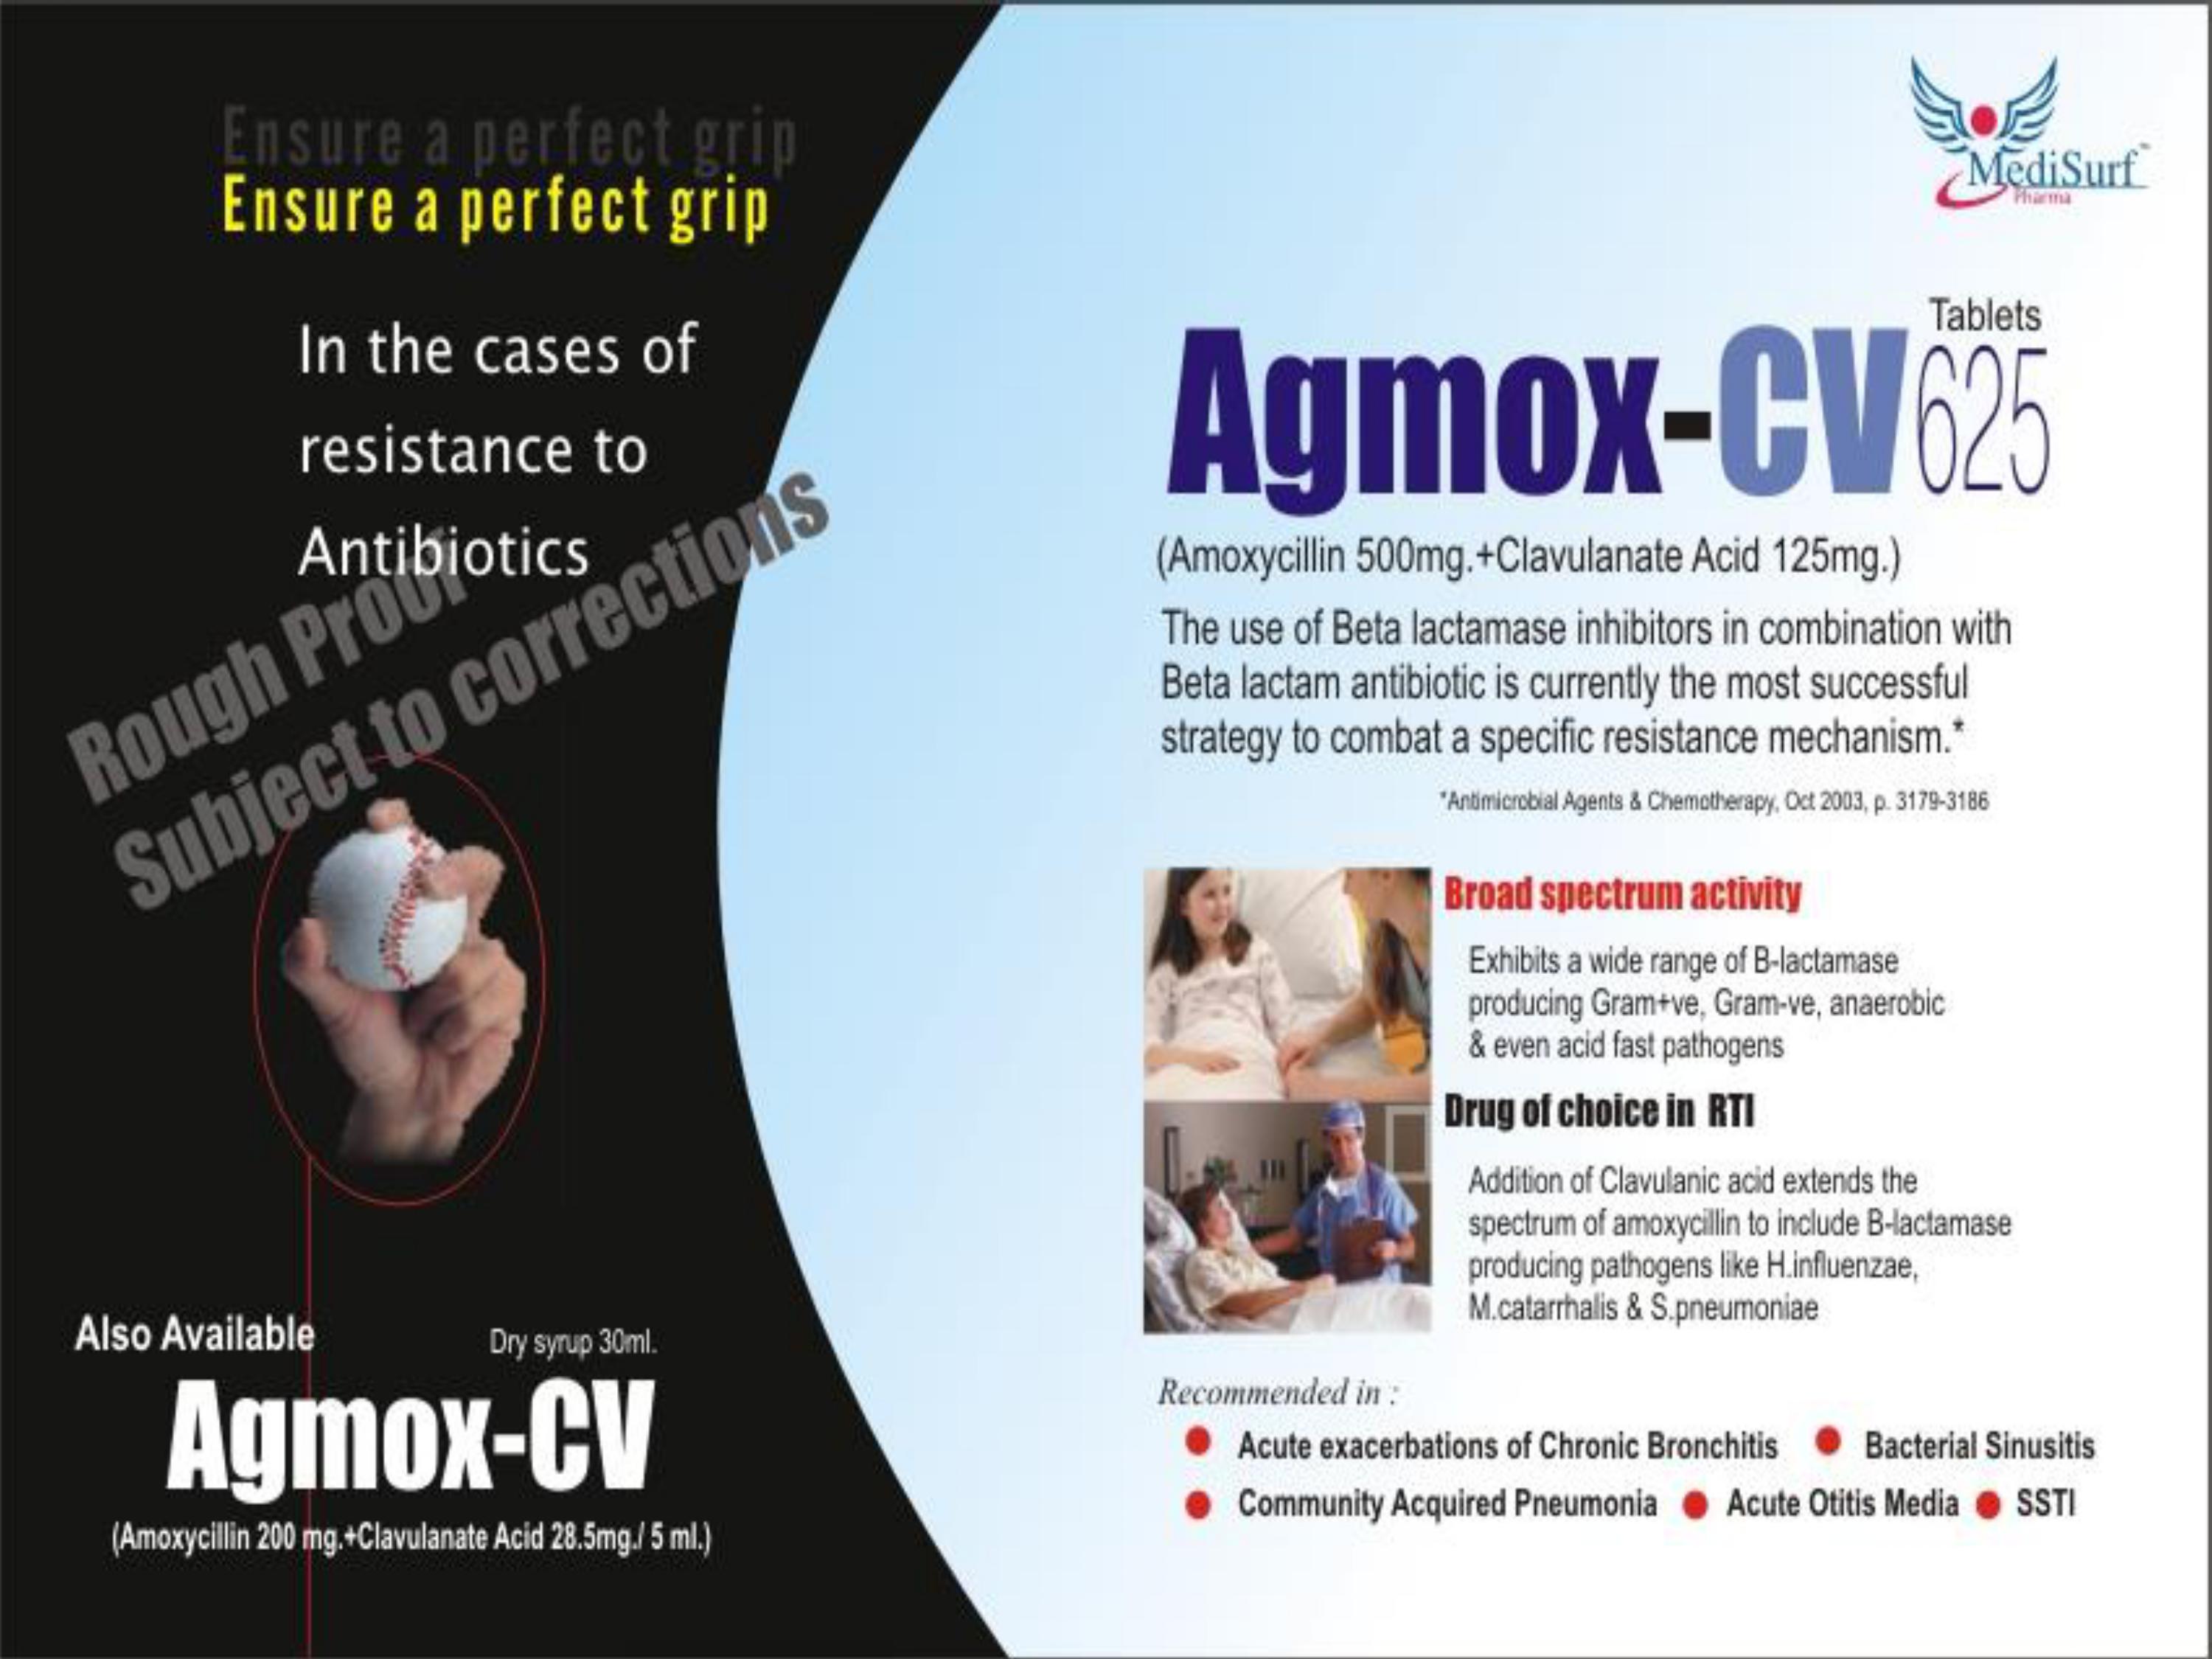 Ensure a perfect grip
Ensure a perfect grip
In the cases of
resistance to
Antibiotics
Rough Proof
Subject to corrections
Also Available
Dry syrup 30ml.
Agmox-CV
(Amoxycillin 200 mg.+Clavulanate Acid 28.5mg./ 5 ml.)
MediSurf™
Pharma
Tablets
Agmox-CV 625
(Amoxycillin 500mg.+Clavulanate Acid 125mg.)
The use of Beta lactamase inhibitors in combination with
Beta lactam antibiotic is currently the most successful
strategy to combat a specific resistance mechanism.*
*Antimicrobial Agents & Chemotherapy, Oct 2003, p. 3179-3186
Broad spectrum activity
Exhibits a wide range of B-lactamase
producing Gram+ve, Gram-ve, anaerobic
& even acid fast pathogens
Drug of choice in RTI
Addition of Clavulanic acid extends the
spectrum of amoxycillin to include B-lactamase
producing pathogens like H.influenzae,
M.catarrhalis & S.pneumoniae
Recommended in :
Acute exacerbations of Chronic Bronchitis
Bacterial Sinusitis
Community Acquired Pneumonia
Acute Otitis Media
SSTI